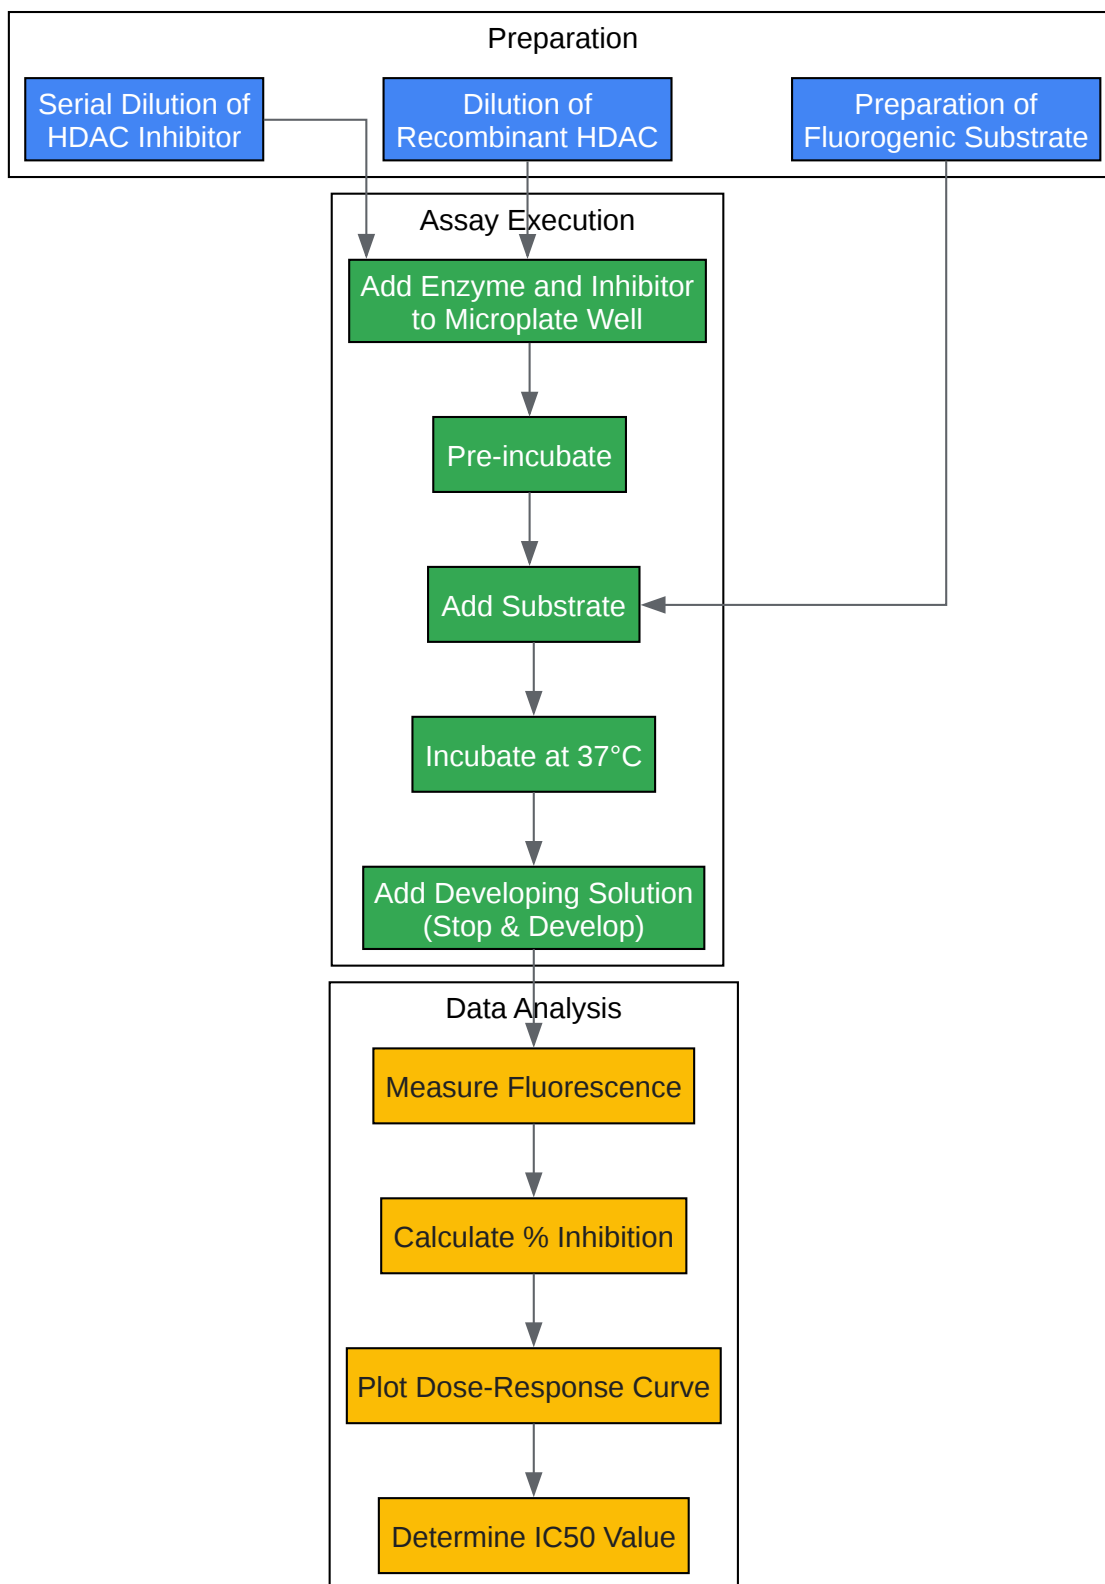 Preparation
Serial Dilution of
HDAC Inhibitor
Dilution of
Recombinant HDAC
Preparation of
Fluorogenic Substrate
Assay Execution
Add Enzyme and Inhibitor
to Microplate Well
Pre-incubate
Add Substrate
Incubate at 37°C
Add Developing Solution
(Stop & Develop)
Data Analysis
Measure Fluorescence
Calculate % Inhibition
Plot Dose-Response Curve
Determine IC50 Value